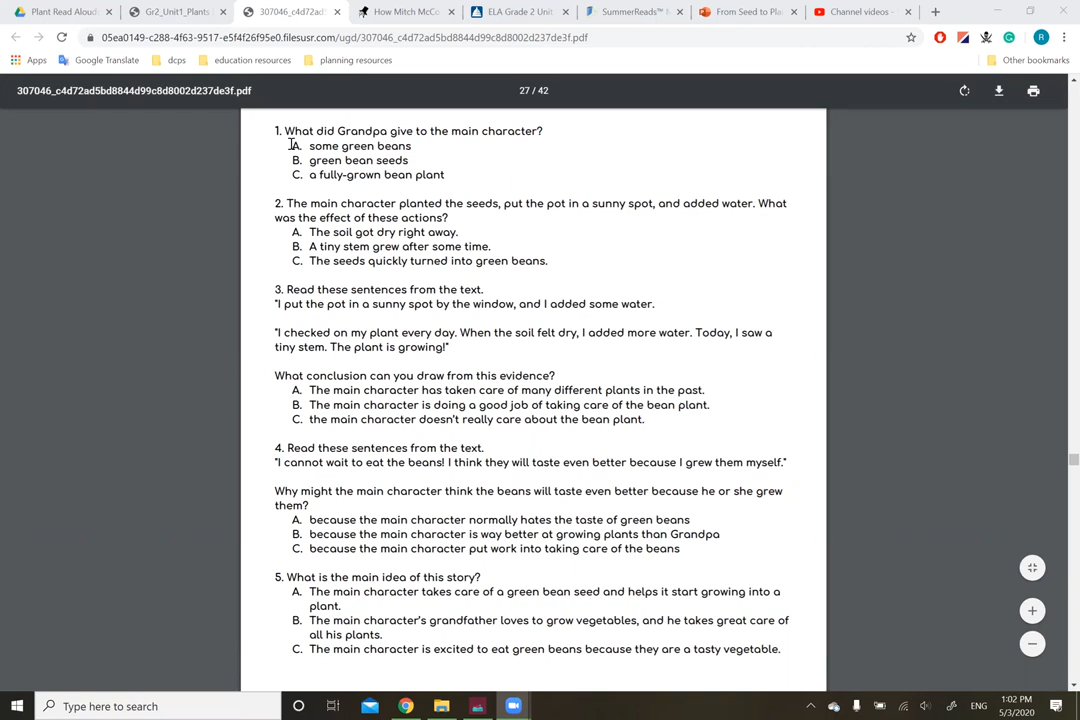 Plant Read Aloud
Gr2_Unit1_Plants
307046_c4d72ad5bd
How Mitch McCo
ELA Grade 2 Unit
SummerReads™ M
From Seed to Pla
Channel videos -
05ea0149-c288-4f63-9517-e5f4f26f95e0.filesusr.com/ugd/307046_c4d72ad5bd8844d99c8d8002d237de3f.pdf
R
Apps
Google Translate
dcps
education resources
planning resources
Other bookmarks
307046_c4d72ad5bd8844d99c8d8002d237de3f.pdf
27 / 42
1. What did Grandpa give to the main character?
A. some green beans
B. green bean seeds
C. a fully-grown bean plant
2. The main character planted the seeds, put the pot in a sunny spot, and added water. What
was the effect of these actions?
A. The soil got dry right away.
B. A tiny stem grew after some time.
C. The seeds quickly turned into green beans.
3. Read these sentences from the text.
"I put the pot in a sunny spot by the window, and I added some water.
"I checked on my plant every day. When the soil felt dry, I added more water. Today, I saw a
tiny stem. The plant is growing!"
What conclusion can you draw from this evidence?
A. The main character has taken care of many different plants in the past.
B. The main character is doing a good job of taking care of the bean plant.
C. the main character doesn't really care about the bean plant.
4. Read these sentences from the text.
"I cannot wait to eat the beans! I think they will taste even better because I grew them myself."
Why might the main character think the beans will taste even better because he or she grew
them?
A. because the main character normally hates the taste of green beans
B. because the main character is way better at growing plants than Grandpa
C. because the main character put work into taking care of the beans
5. What is the main idea of this story?
A. The main character takes care of a green bean seed and helps it start growing into a
plant.
B. The main character's grandfather loves to grow vegetables, and he takes great care of
all his plants.
C. The main character is excited to eat green beans because they are a tasty vegetable.
Type here to search
ENG
1:02 PM
5/3/2020